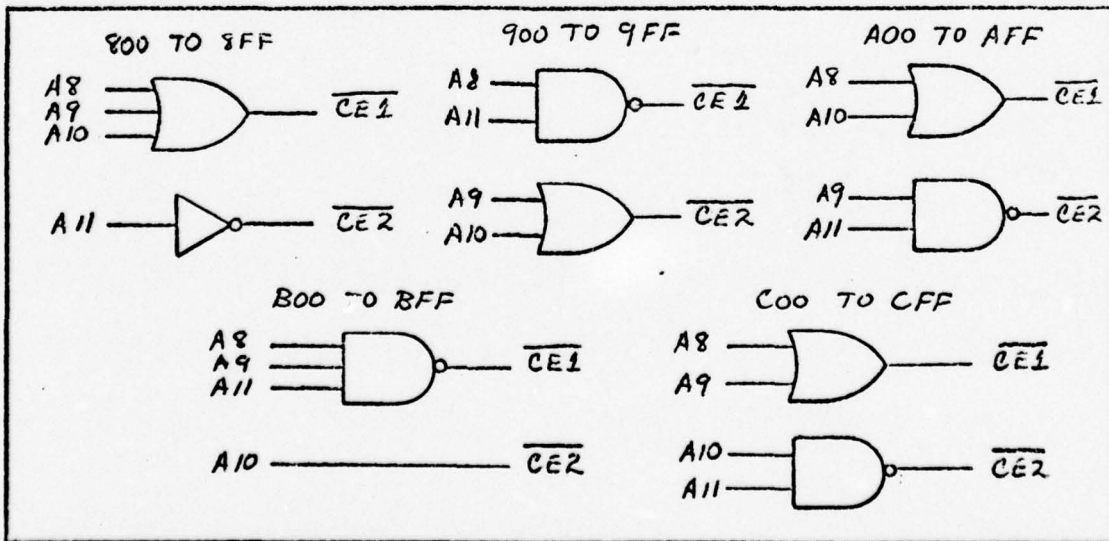 800 TO 8FF
A8
A9
A10
CE1
A11
CE2
900 TO 9FF
A8
A11
CE1
A9
A10
CE2
A00 TO AFF
A8
A10
CE1
A9
A11
CE2
B00 TO BFF
A8
A9
A11
CE1
A10
CE2
C00 TO CFF
A8
A9
CE1
A10
A11
CE2